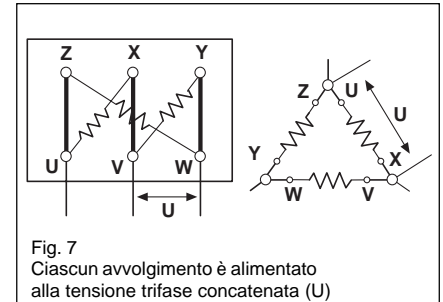 Z X Y
U V W
U
Z U
U
Y X
W V
Fig. 7
Ciascun avvolgimento è alimentato
alla tensione trifase concatenata (U)